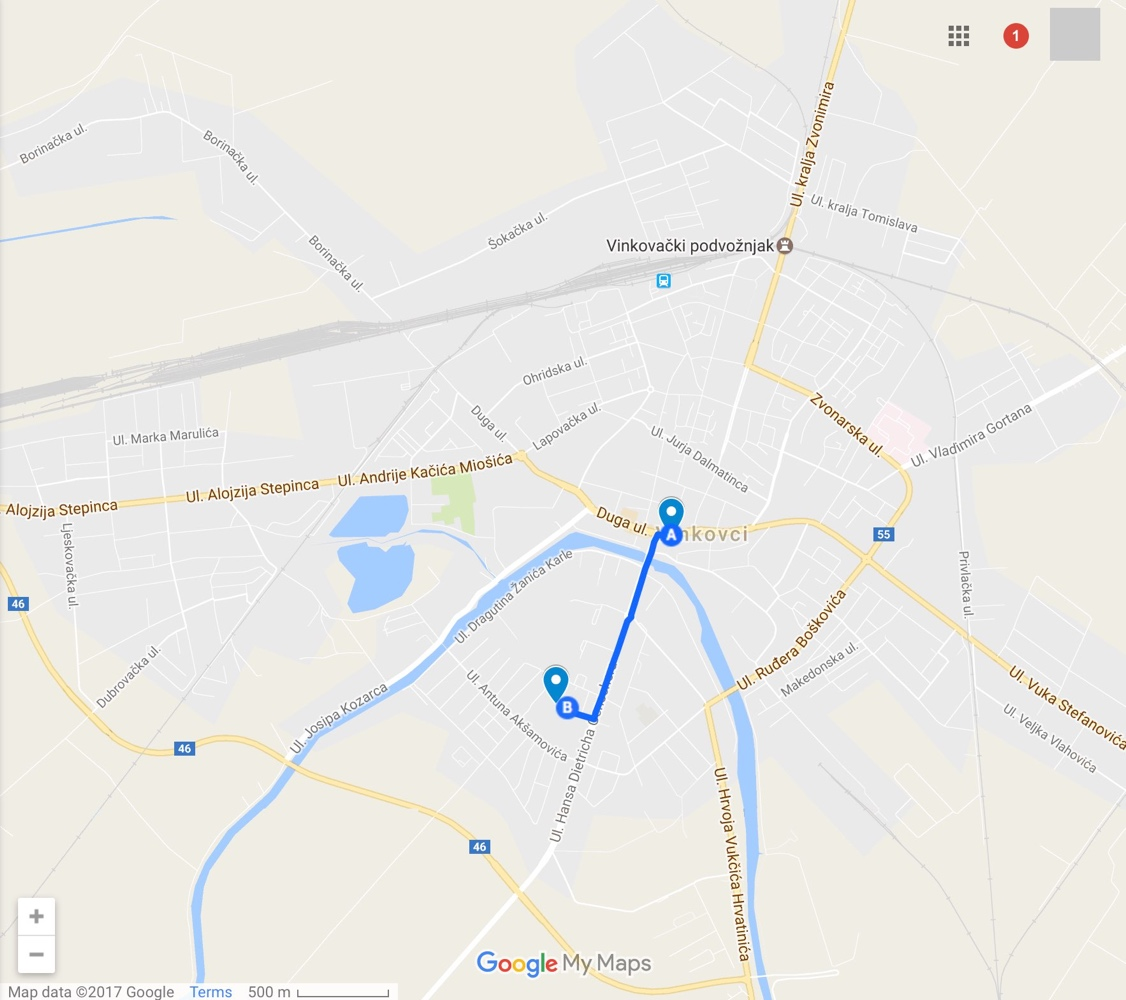 1
Ul. kralja Zvonimira
Borinačka ul.
Borinačka ul.
Ul. kralja Tomislava
Šokačka ul.
Borinačka ul.
Vinkovački podvožnjak
Ohridska ul.
Duga ul.
Lapovačka ul.
Zvonarska ul.
Ul. Vladimira Gortana
Ul. Marka Marulića
Ul. Jurja Dalmatinca
Ul. Andrije Kačića Miošića
Ul. Alojzija Stepinca
Alojzija Stepinca
Duga ul.
A
nkovci
55
Ljeskovačka ul.
Ul. Dragutina Žanića Karle
Privlačka ul.
46
Ul. Ruđera Boškovića
Makedonska ul.
Dubrovačka ul.
Ul. Antuna Akšamovića
B
Ul. Josipa Kozarca
Ul. Vuka Stefanovića
Ul. Veljka Vlahovića
46
Ul. Hansa Dietricha
Ul. Hrvoja Vukčića Hrvatinića
46
+
−
Google My Maps
Map data ©2017 Google Terms 500 m